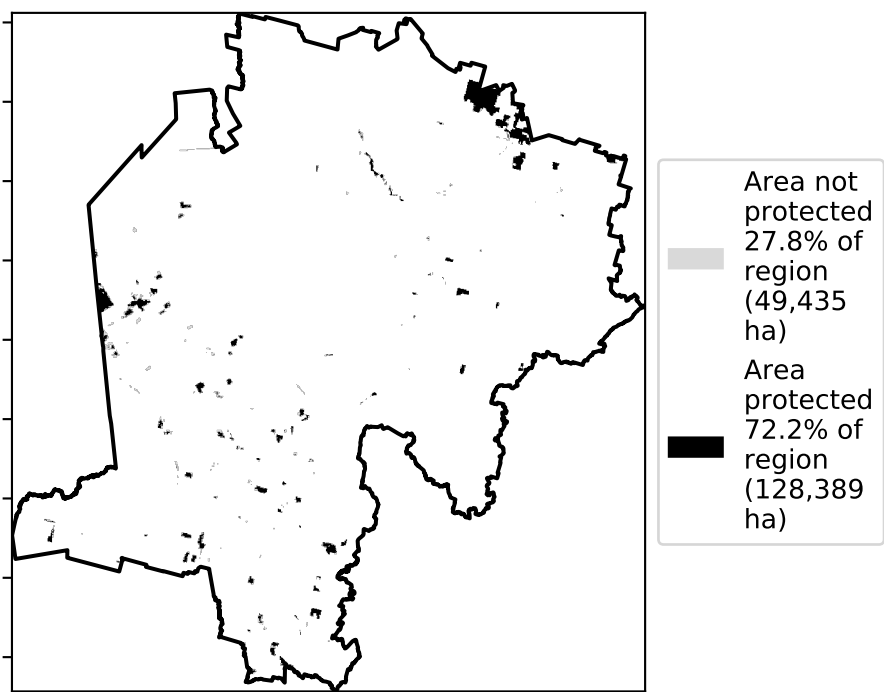 Area not
protected
27.8% of
region
(49,435
ha)
Area
protected
72.2% of
region
(128,389
ha)